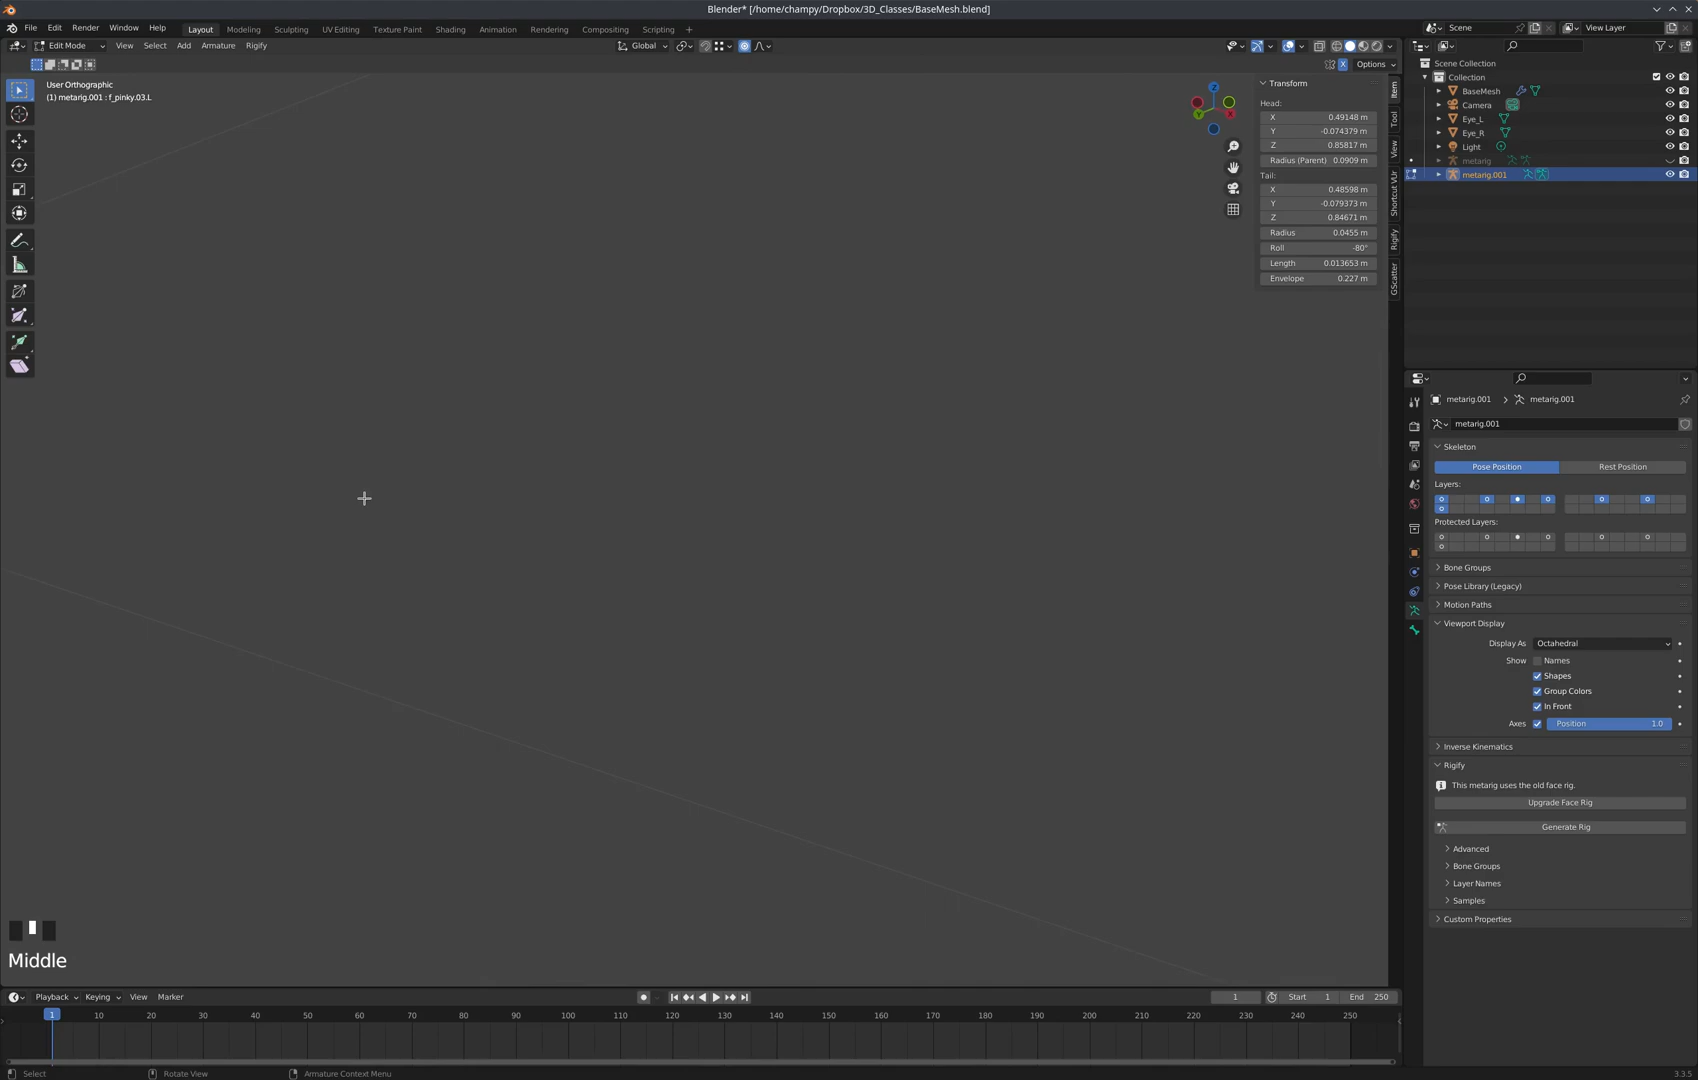 Blender* [/home/champy/Dropbox/3D_Classes/BaseMesh.blend]
File Edit Render Window Help Layout Modeling Sculpting UV Editing Texture Paint Shading Animation Rendering Compositing Scripting Scene View Layer
Edit Mode View Select Add Armature Rigify Global
X Options
User Orthographic
(1) metarig.001 : f_pinky.03.L
Z
X
Y
Transform
Head:
X 0.49148 m
Y -0.074379 m
Z 0.85817 m
Radius (Parent) 0.0909 m
Tail:
X 0.48598 m
Y -0.079373 m
Z 0.84671 m
Radius 0.0455 m
Roll -80°
Length 0.013653 m
Envelope 0.227 m
Item
Tool
View
Shortcut VUr
Rigify
GScatter
Scene Collection
Collection
BaseMesh
Camera
Eye_L
Eye_R
Light
metarig
metarig.001
metarig.001 metarig.001
metarig.001
Skeleton
Pose Position Rest Position
Layers:
Protected Layers:
Bone Groups
Pose Library (Legacy)
Motion Paths
Viewport Display
Display As Octahedral
Show Names
Shapes
Group Colors
In Front
Axes Position 1.0
Inverse Kinematics
Rigify
This metarig uses the old face rig.
Upgrade Face Rig
Generate Rig
Advanced
Bone Groups
Layer Names
Samples
Custom Properties
Middle
Playback Keying View Marker 1 Start 1 End 250
1 10 20 30 40 50 60 70 80 90 100 110 120 130 140 150 160 170 180 190 200 210 220 230 240 250
Select Rotate View Armature Context Menu 3.3.5